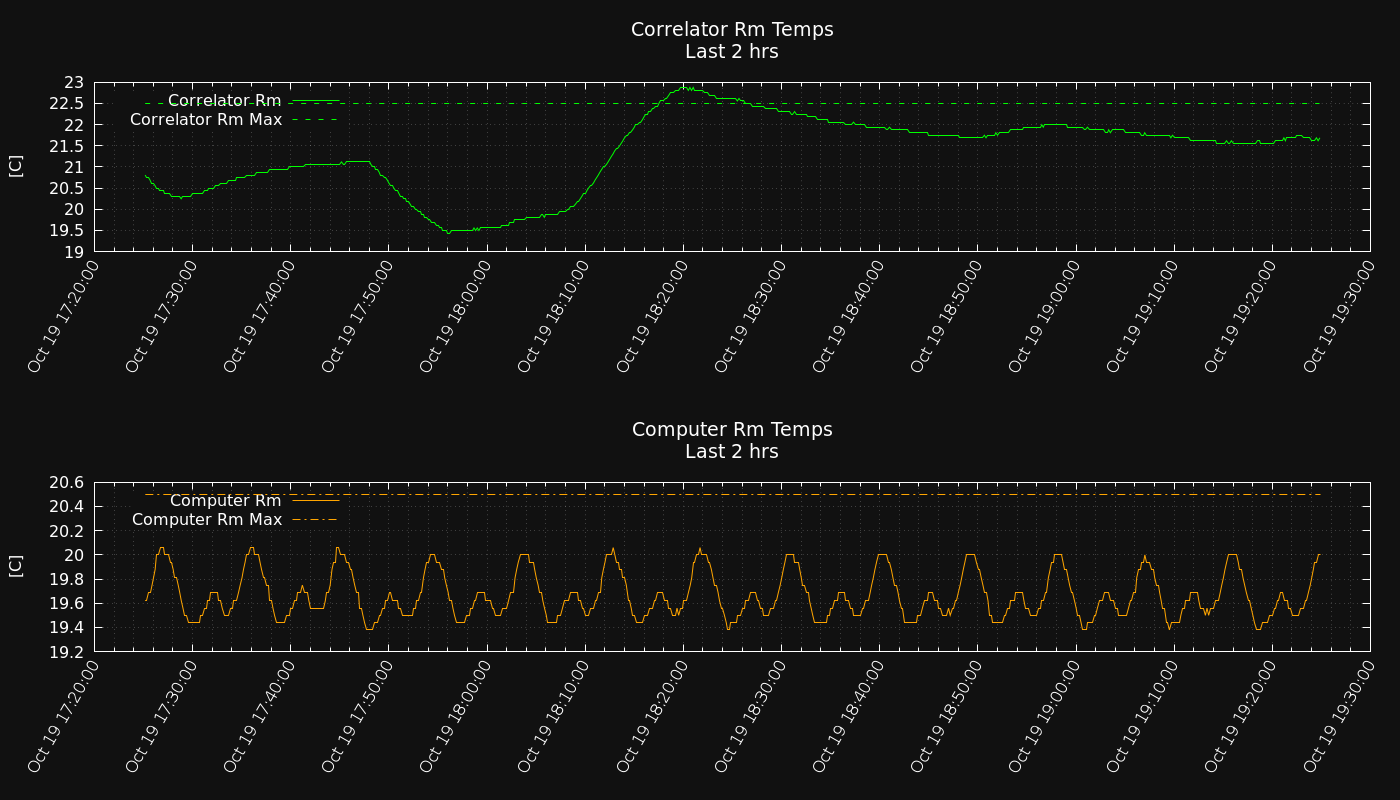 Correlator Rm Temps
Last 2 hrs
23
22.5
22
21.5
21
20.5
20
19.5
19
[C]
Correlator Rm
Correlator Rm Max
Oct 19 17:20:00
Oct 19 17:30:00
Oct 19 17:40:00
Oct 19 17:50:00
Oct 19 18:00:00
Oct 19 18:10:00
Oct 19 18:20:00
Oct 19 18:30:00
Oct 19 18:40:00
Oct 19 18:50:00
Oct 19 19:00:00
Oct 19 19:10:00
Oct 19 19:20:00
Oct 19 19:30:00
Computer Rm Temps
Last 2 hrs
20.6
20.4
20.2
20
19.8
19.6
19.4
19.2
[C]
Computer Rm
Computer Rm Max
Oct 19 17:20:00
Oct 19 17:30:00
Oct 19 17:40:00
Oct 19 17:50:00
Oct 19 18:00:00
Oct 19 18:10:00
Oct 19 18:20:00
Oct 19 18:30:00
Oct 19 18:40:00
Oct 19 18:50:00
Oct 19 19:00:00
Oct 19 19:10:00
Oct 19 19:20:00
Oct 19 19:30:00